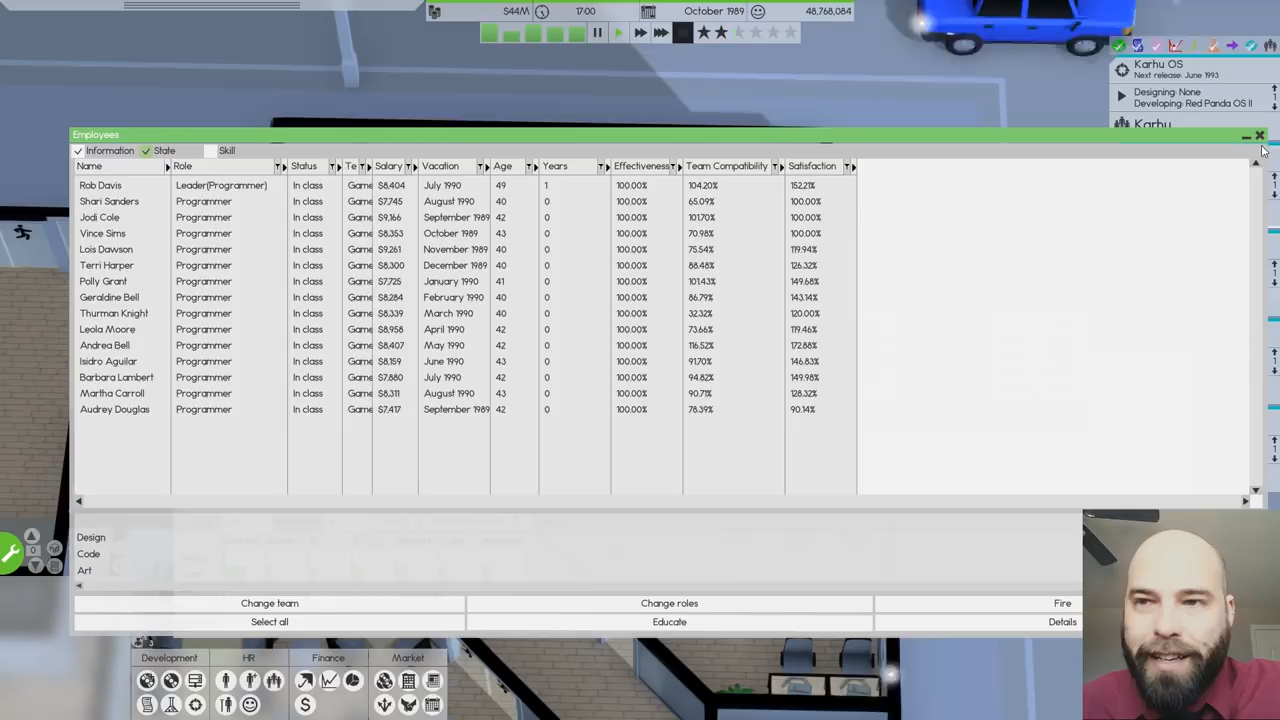 $44M 17:00 October 1989 48,768,084
Karhu OS
Next release: June 1993
Designing: None
Developing: Red Panda OS II
Karhu
Employees
Information State Skill
Name Role Status Te Salary Vacation Age Years Effectiveness Team Compatibility Satisfaction
Rob Davis Leader(Programmer) In class Game $8,404 July 1990 49 1 100.00% 104.20% 152.21%
Shari Sanders Programmer In class Game $7,745 August 1990 40 0 100.00% 65.09% 100.00%
Jodi Cole Programmer In class Game $9,166 September 1989 42 0 100.00% 101.70% 100.00%
Vince Sims Programmer In class Game $8,353 October 1989 43 0 100.00% 70.98% 100.00%
Lois Dawson Programmer In class Game $9,261 November 1989 40 0 100.00% 75.54% 119.94%
Terri Harper Programmer In class Game $8,300 December 1989 40 0 100.00% 88.48% 126.32%
Polly Grant Programmer In class Game $7,725 January 1990 41 0 100.00% 101.43% 149.68%
Geraldine Bell Programmer In class Game $8,284 February 1990 40 0 100.00% 86.79% 143.14%
Thurman Knight Programmer In class Game $8,339 March 1990 40 0 100.00% 32.32% 120.00%
Leola Moore Programmer In class Game $8,958 April 1990 42 0 100.00% 73.66% 119.46%
Andrea Bell Programmer In class Game $8,407 May 1990 42 0 100.00% 116.52% 172.88%
Isidro Aguilar Programmer In class Game $8,159 June 1990 43 0 100.00% 91.70% 146.83%
Barbara Lambert Programmer In class Game $7,880 July 1990 42 0 100.00% 94.82% 149.98%
Martha Carroll Programmer In class Game $8,311 August 1990 43 0 100.00% 90.71% 128.32%
Audrey Douglas Programmer In class Game $7,417 September 1989 42 0 100.00% 78.39% 90.14%
Design
Code
Art
Change team Change roles Fire
Select all Educate Details
3
Development HR Finance Market
0